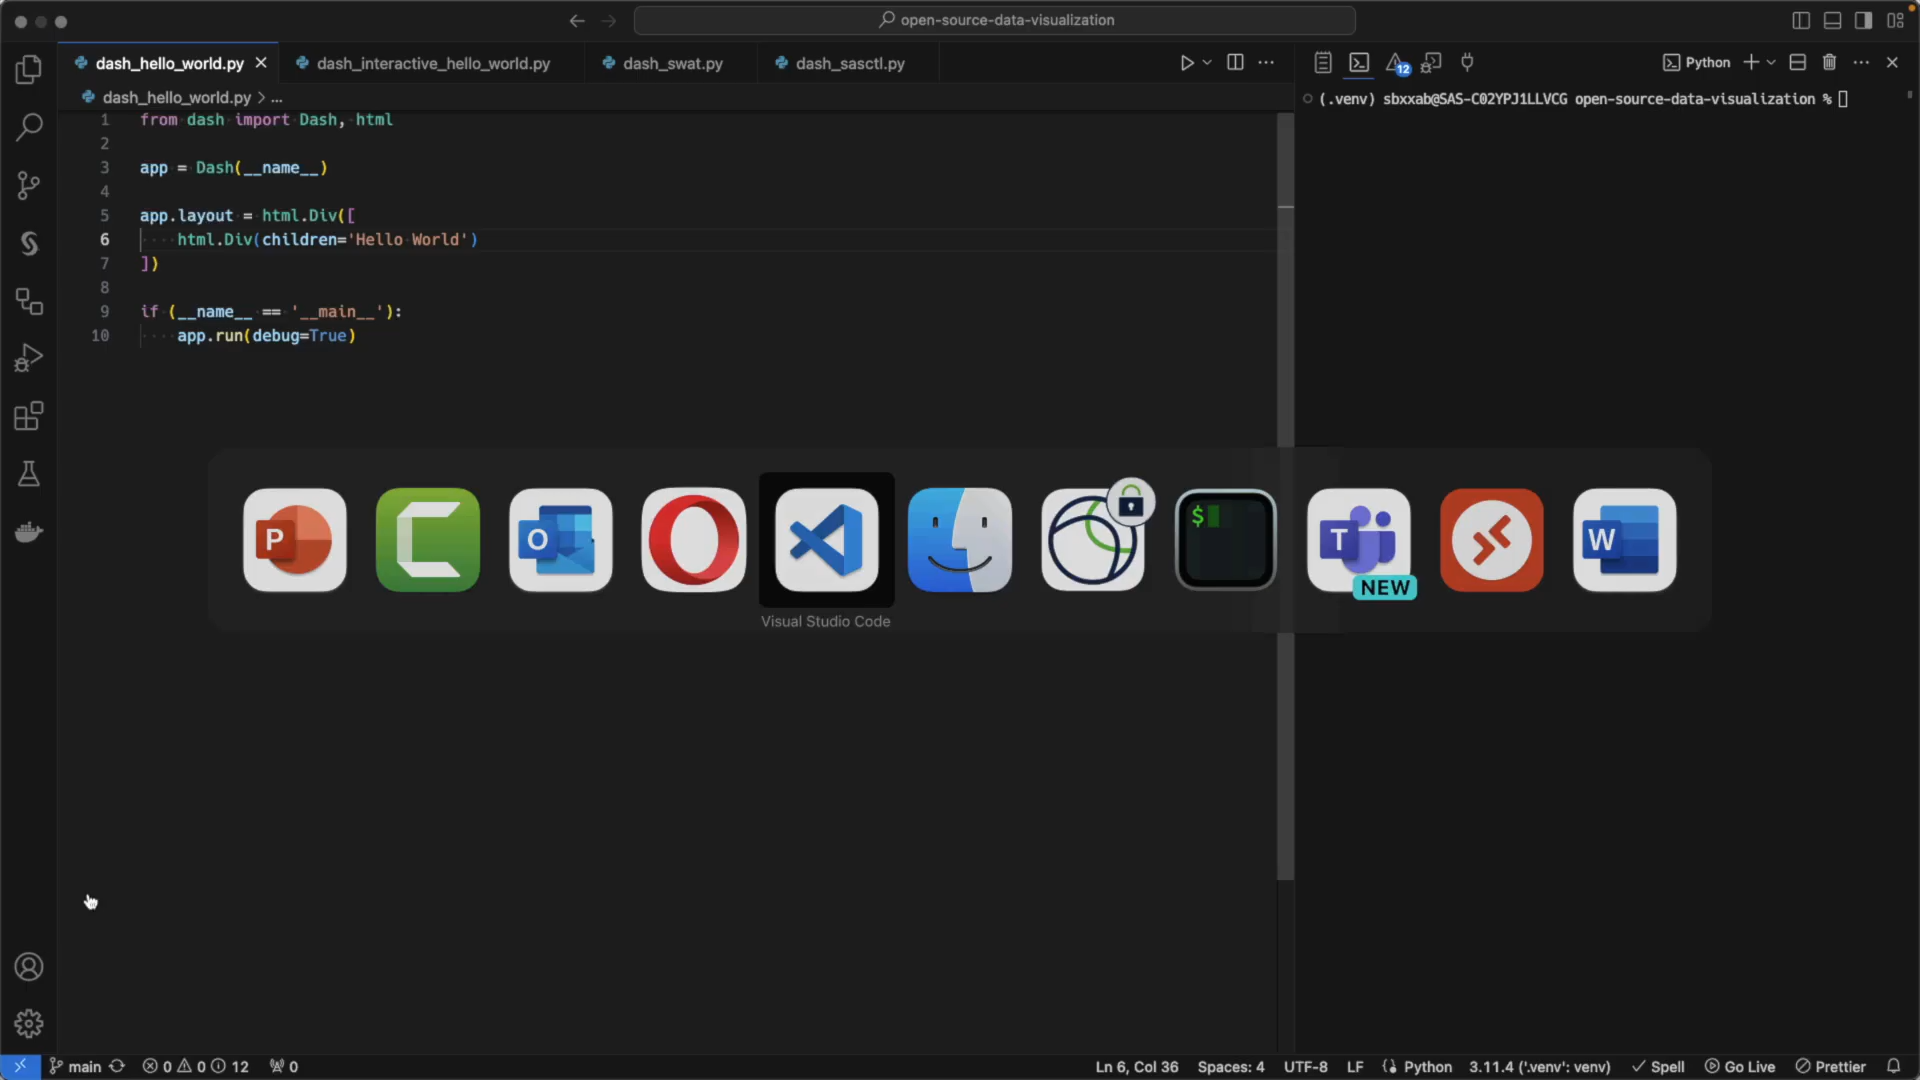 open-source-data-visualization
dash_hello_world.py
dash_interactive_hello_world.py
dash_swat.py
dash_sasctl.py
12
Python
dash_hello_world.py > ...
(.venv) sbxxab@SAS-C02YPJ1LLVCG open-source-data-visualization %
1 from dash import Dash, html
2
3 app = Dash(__name__)
4
5 app.layout = html.Div([
6     html.Div(children='Hello World')
7 ])
8
9 if (__name__ == '__main__'):
10     app.run(debug=True)
P
O
$
T
NEW
W
Visual Studio Code
main
0 0 12
0
Ln 6, Col 36
Spaces: 4
UTF-8
LF
Python
3.11.4 ('.venv': venv)
Spell
Go Live
Prettier